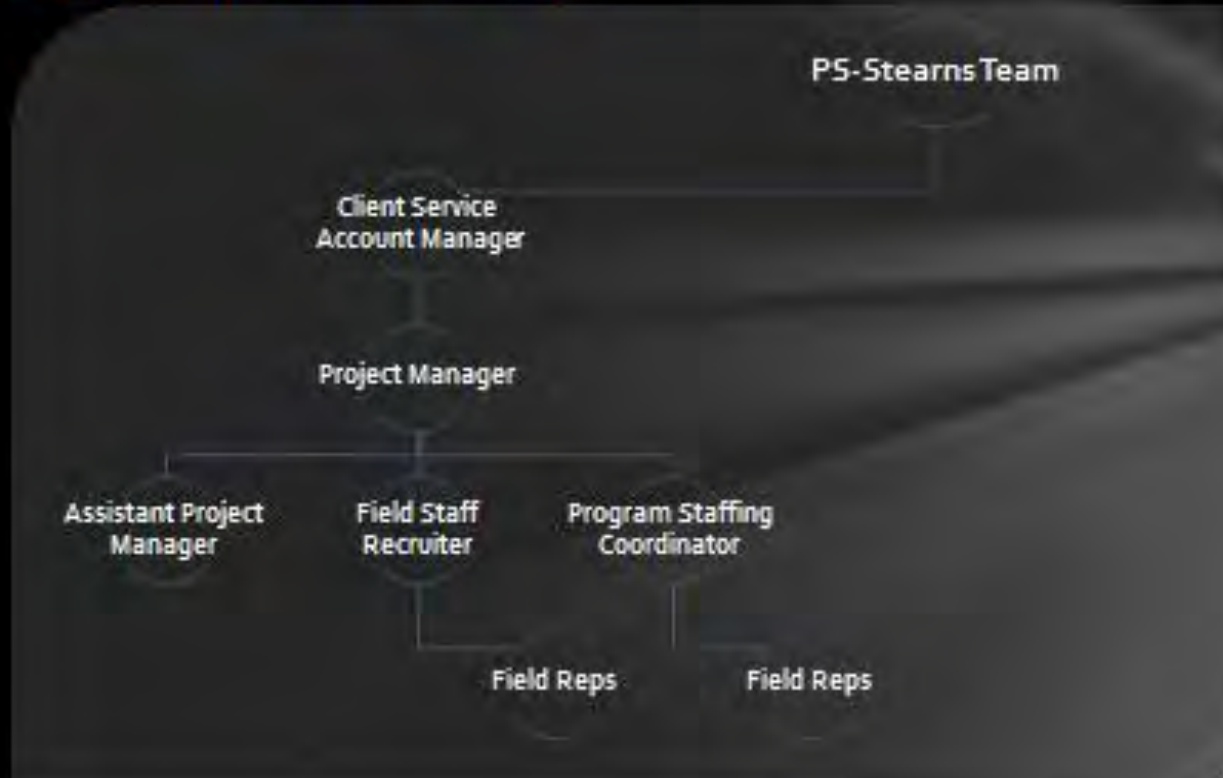 PS-Stearns Team
Client Service
Account Manager
Project Manager
Assistant Project
Manager
Field Staff
Recruiter
Program Staffing
Coordinator
Field Reps
Field Reps